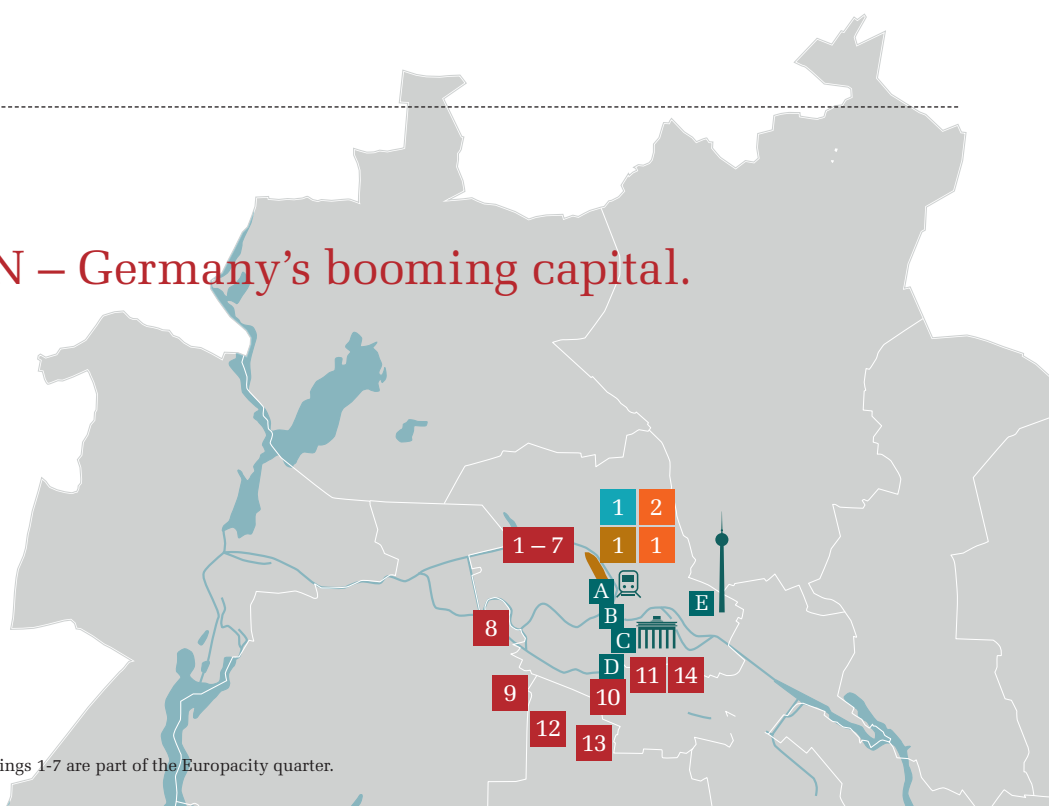 N – Germany’s booming capital.
1 2
1 – 7 1 1
A
E
B
8
C
D
11 14
9 10
12
13
ings 1-7 are part of the Europacity quarter.